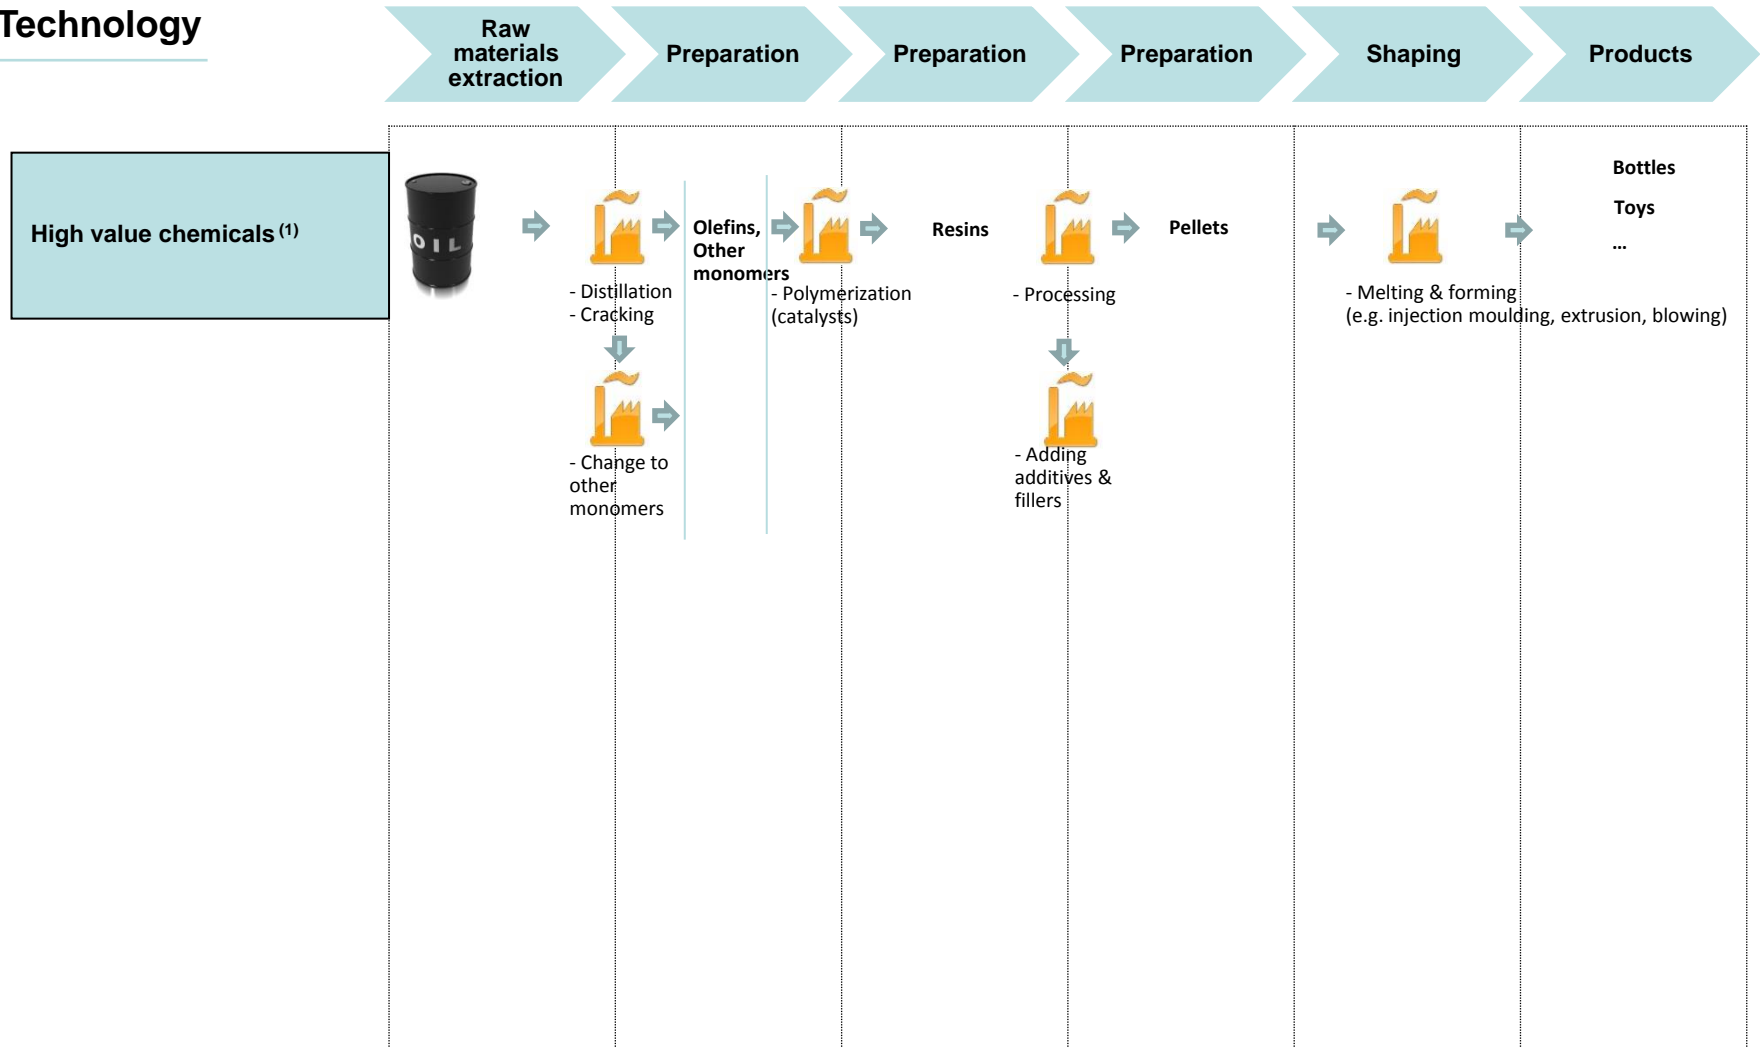 Technology
Raw
materials
extraction
Preparation
Preparation
Preparation
Shaping
Products
High value chemicals (1)
OIL
Olefins,
Other
monomers
Resins
Pellets
Bottles
Toys
...
- Distillation
- Cracking
- Polymerization
(catalysts)
- Processing
- Melting & forming
(e.g. injection moulding, extrusion, blowing)
- Change to
other
monomers
- Adding
additives &
fillers